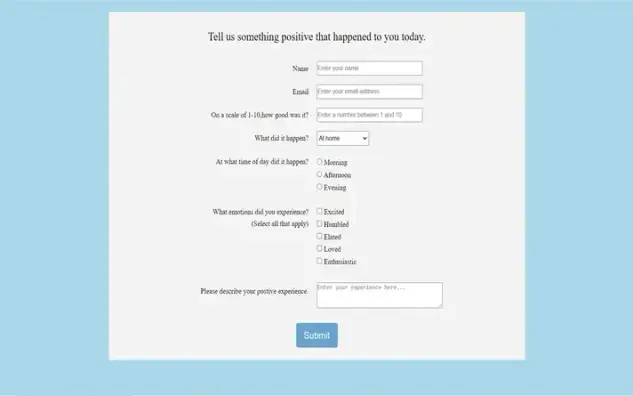 Tell us something positive that happened to you today.
Name Enter your name
Email Enter your email address
On a scale of 1-10,how good was it? Enter a number between 1 and 10
What did it happen? At home
At what time of day did it happen? Morning
Afternoon
Evening
What emotions did you experience? Excited
(Select all that apply) Humbled
Elated
Loved
Enthusiastic
Please describe your postive experience. Enter your experience here...
Submit